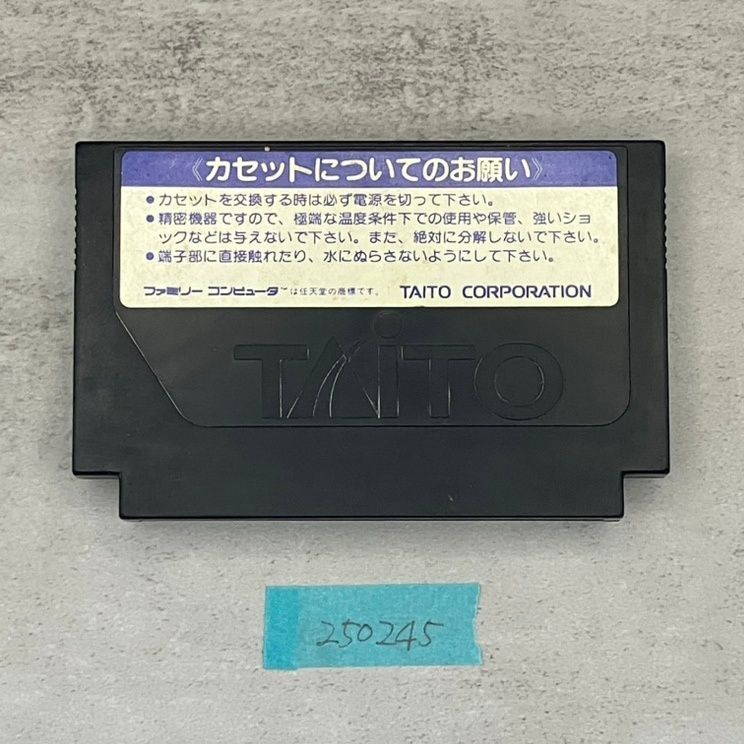 《カセットについてのお願い》
●カセットを交換する時は必ず電源を切って下さい。
●精密機器ですので、極端な温度条件下での使用や保管、強いショ
ックなどは与えないで下さい。また、絶対に分解しないで下さい。
●端子部に直接触れたり、水にぬらさないようにして下さい。
ファミリー コンピュータ™は任天堂の商標です。 TAITO CORPORATION
TAiTO
250245